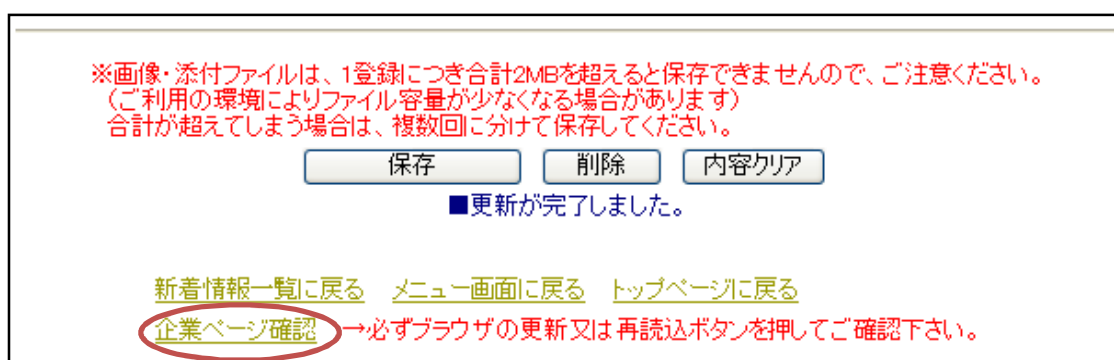 ※画像・添付ファイルは、1登録につき合計2MBを超えると保存できませんので、ご注意ください。
（ご利用の環境によりファイル容量が少なくなる場合があります）
合計が超えてしまう場合は、複数回に分けて保存してください。
保存 削除 内容クリア
■更新が完了しました。
新着情報一覧に戻る メニュー画面に戻る トップページに戻る
企業ページ確認 →必ずブラウザの更新又は再読込ボタンを押してご確認下さい。